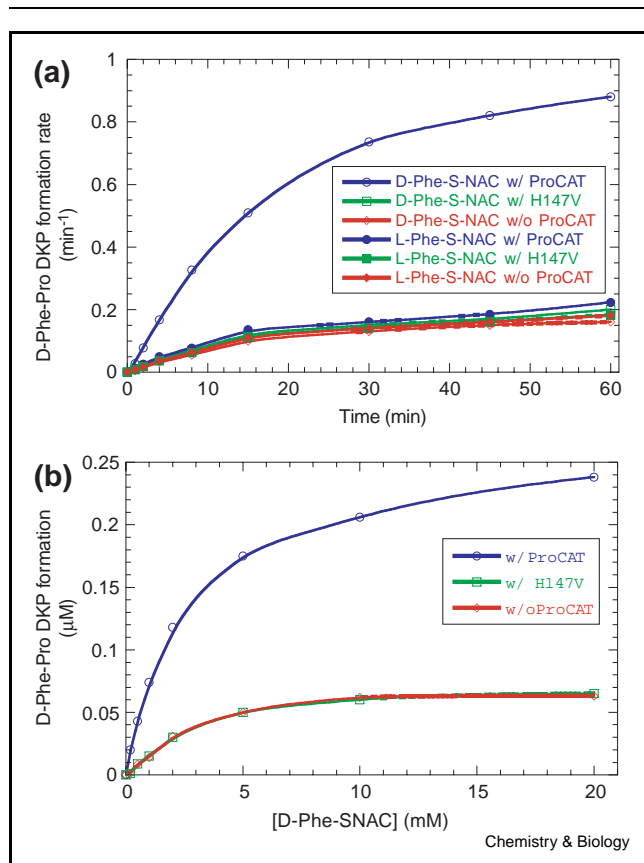 (a)
D-Phe-Pro DKP formation rate
(min-1)
1
0.8
0.6
0.4
0.2
0
D-Phe-S-NAC w/ ProCAT
D-Phe-S-NAC w/ H147V
D-Phe-S-NAC w/o ProCAT
L-Phe-S-NAC w/ ProCAT
L-Phe-S-NAC w/ H147V
L-Phe-S-NAC w/o ProCAT
0 10 20 30 40 50 60
Time (min)
(b)
D-Phe-Pro DKP formation
(μM)
0.25
0.2
0.15
0.1
0.05
0
w/ ProCAT
w/ H147V
w/oProCAT
0 5 10 15 20
[D-Phe-SNAC] (mM)
Chemistry & Biology